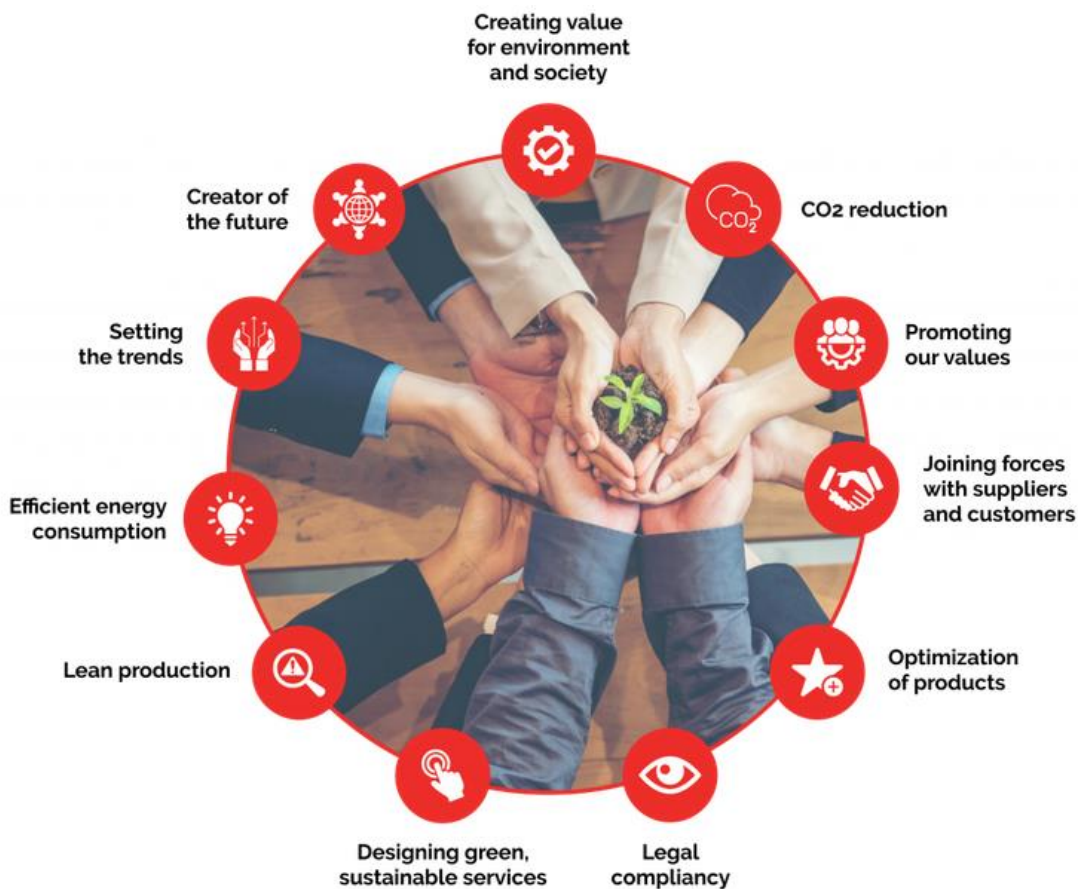 Creating value
for environment
and society
CO2 reduction
CO2
Promoting
our values
Joining forces
with suppliers
and customers
Optimization
of products
Legal
compliancy
Designing green,
sustainable services
Lean production
Efficient energy
consumption
Setting
the trends
Creator of
the future